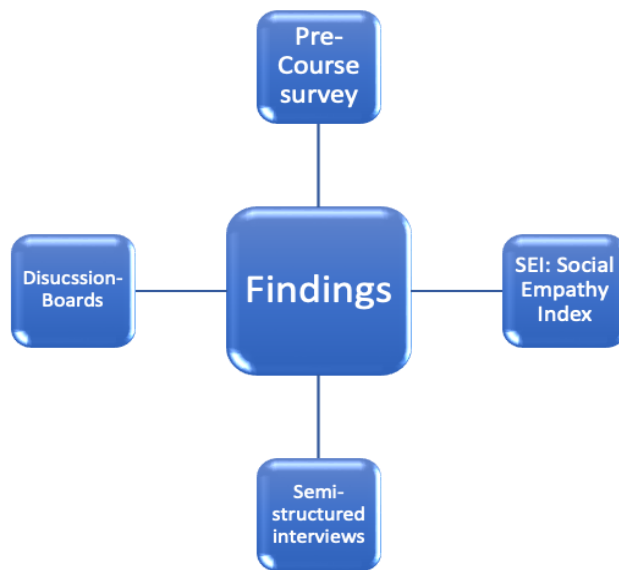 Pre-
Course
survey
Disucssion-
Boards
Findings
SEI: Social
Empathy
Index
Semi-
structured
interviews